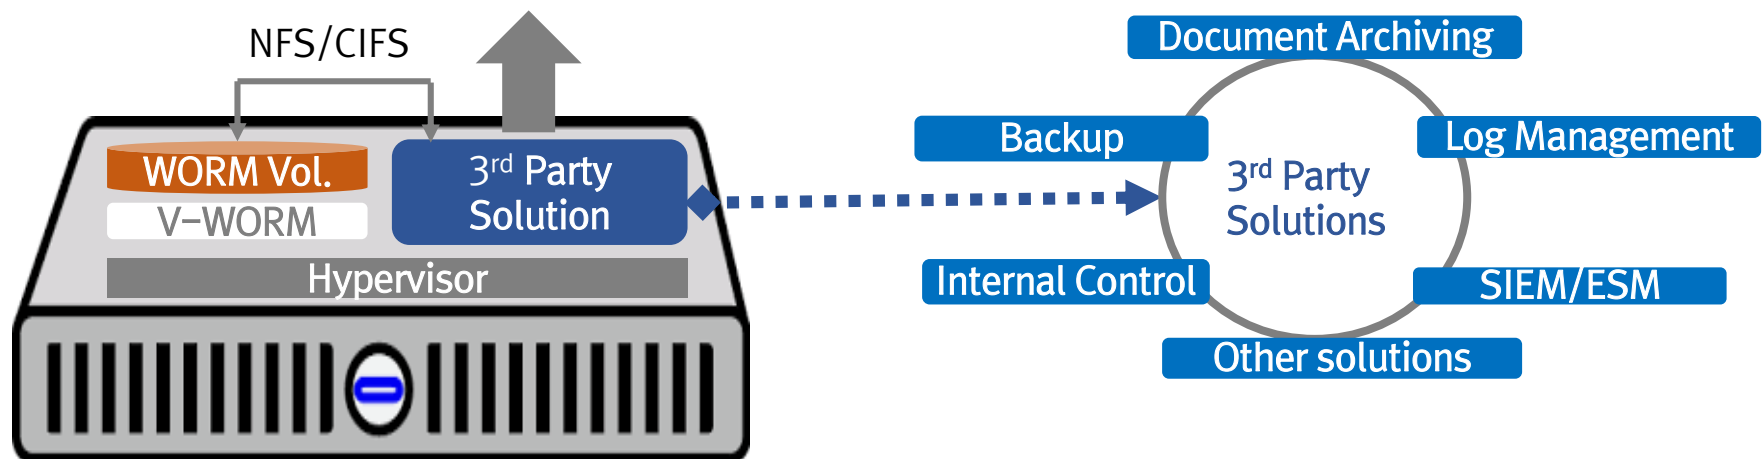 NFS/CIFS
WORM Vol.
V-WORM
3rd Party
Solution
Hypervisor
Document Archiving
Backup
Log Management
3rd Party
Solutions
Internal Control
SIEM/ESM
Other solutions